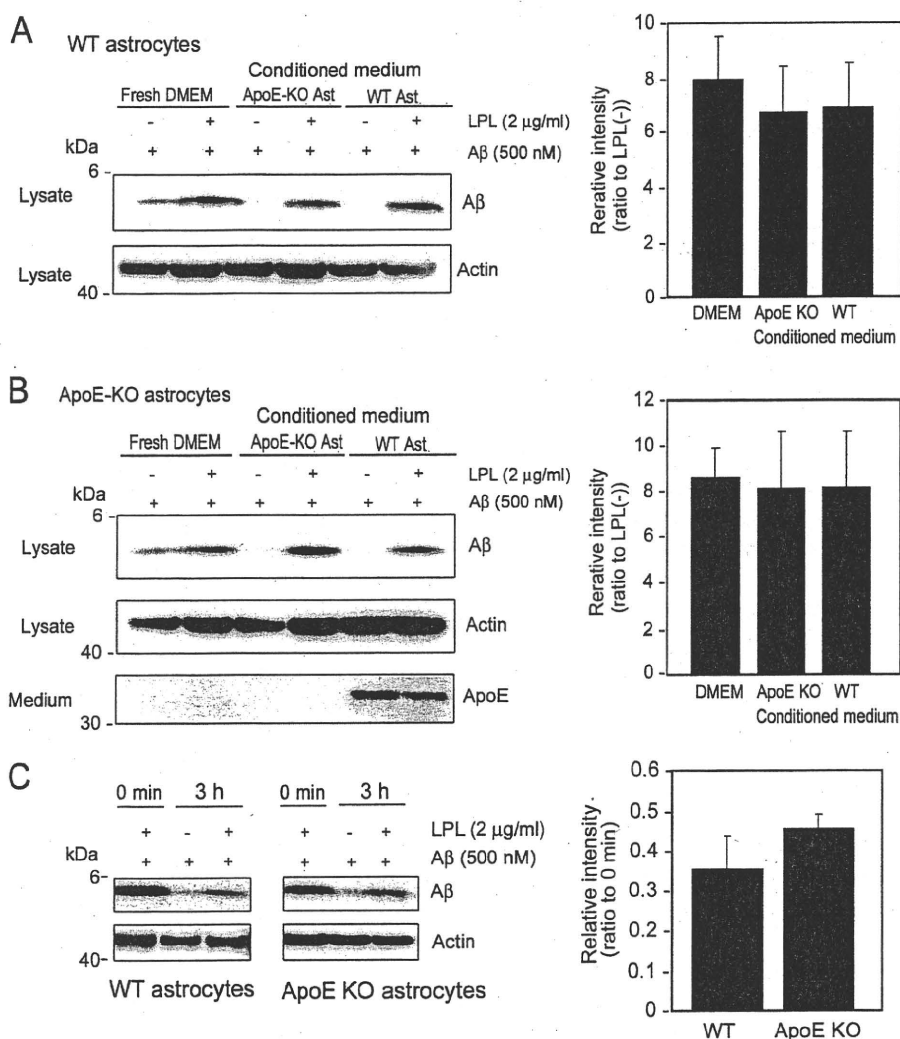 A
WT astrocytes
Conditioned medium
Fresh DMEM ApoE-KO Ast WT Ast.
- + - + - + LPL (2 µg/ml)
kDa + + + + + + Aβ (500 nM)
6
Lysate Aβ
Lysate Actin
40
Rerative intensity
(ratio to LPL(-))
10
8
6
4
2
0
DMEM ApoE KO WT
Conditioned medium
B
ApoE-KO astrocytes
Conditioned medium
Fresh DMEM ApoE-KO Ast WT Ast.
- + - + - + LPL (2 µg/ml)
kDa + + + + + + Aβ (500 nM)
6
Lysate Aβ
Lysate Actin
40
Medium ApoE
30
Rerative intensity
(ratio to LPL(-))
12
10
8
6
4
2
0
DMEM ApoE KO WT
Conditioned medium
C
0 min 3 h 0 min 3 h
+ - + + - + LPL (2 µg/ml)
kDa + + + + + + Aβ (500 nM)
6
Aβ
Actin
40
WT astrocytes ApoE KO astrocytes
Relative intensity
(ratio to 0 min)
0.6
0.5
0.4
0.3
0.2
0.1
0
WT ApoE KO